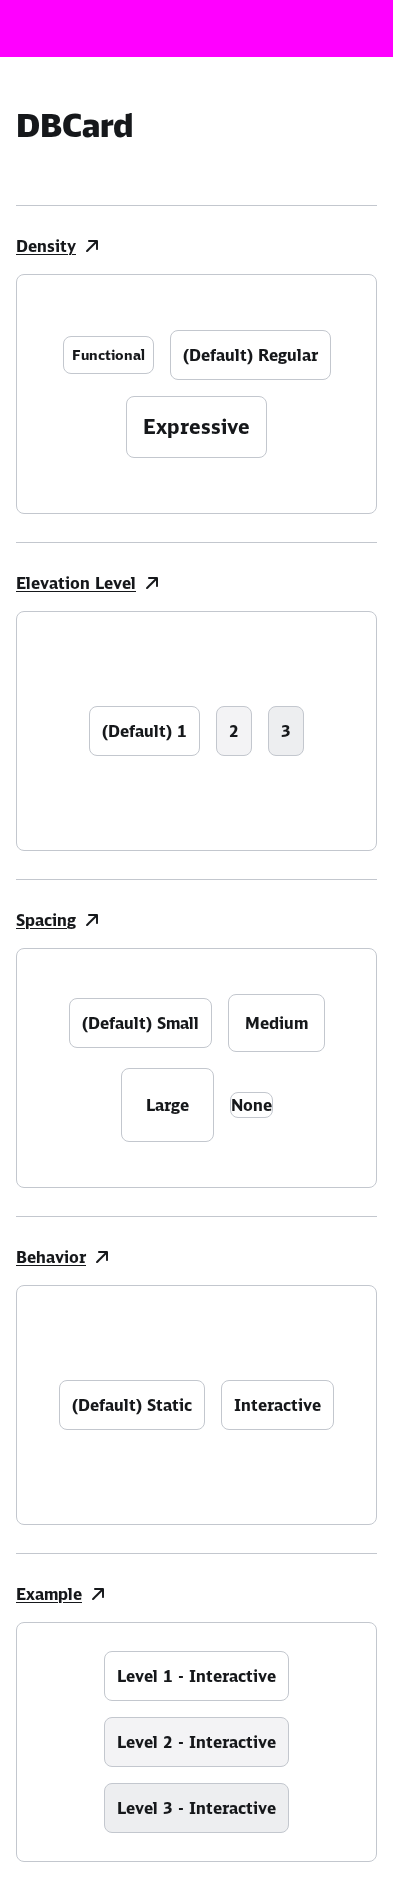 DBCard
Density
Functional
(Default) Regular
Expressive
Elevation Level
(Default) 1
2
3
Spacing
(Default) Small
Medium
Large
None
Behavior
(Default) Static
Interactive
Example
Level 1 - Interactive
Level 2 - Interactive
Level 3 - Interactive